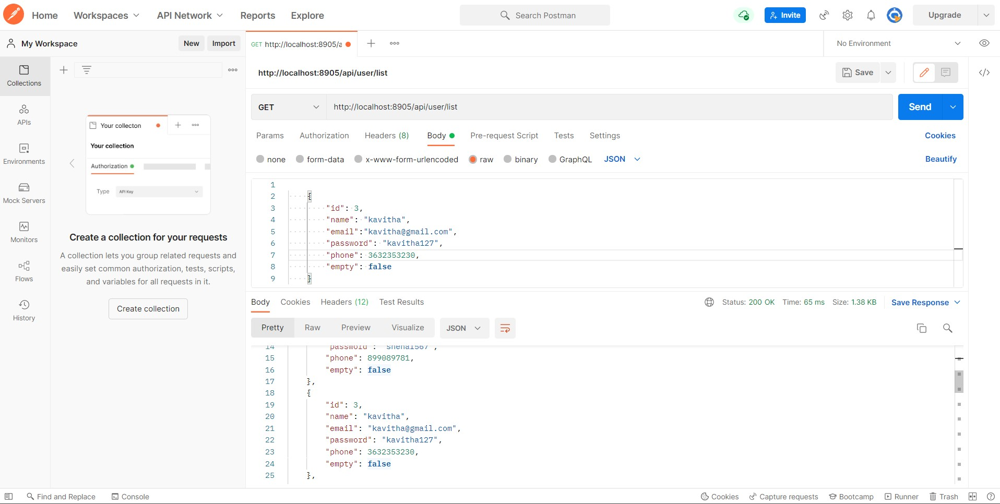 Home Workspaces API Network Reports Explore Search Postman Invite Upgrade
My Workspace New Import GET http://localhost:8905/a No Environment
Collections
APIs
Environments
Mock Servers
Monitors
Flows
History
Your collecton
Your collection
Authorization
Type API Key
Create a collection for your requests
A collection lets you group related requests and
easily set common authorization, tests, scripts,
and variables for all requests in it.
Create collection
http://localhost:8905/api/user/list Save
GET http://localhost:8905/api/user/list Send
Params Authorization Headers (8) Body Pre-request Script Tests Settings Cookies
none form-data x-www-form-urlencoded raw binary GraphQL JSON Beautify
1
2 {
3 "id": 3,
4 "name": "kavitha",
5 "email":"kavitha@gmail.com",
6 "password": "kavitha127",
7 "phone": 3632353230,
8 "empty": false
9 }
Body Cookies Headers (12) Test Results Status: 200 OK Time: 65 ms Size: 1.38 KB Save Response
Pretty Raw Preview Visualize JSON
14 "password": "sneha1567",
15 "phone": 899089781,
16 "empty": false
17 },
18 {
19 "id": 3,
20 "name": "kavitha",
21 "email": "kavitha@gmail.com",
22 "password": "kavitha127",
23 "phone": 3632353230,
24 "empty": false
25 },
Find and Replace Console Cookies Capture requests Bootcamp Runner Trash